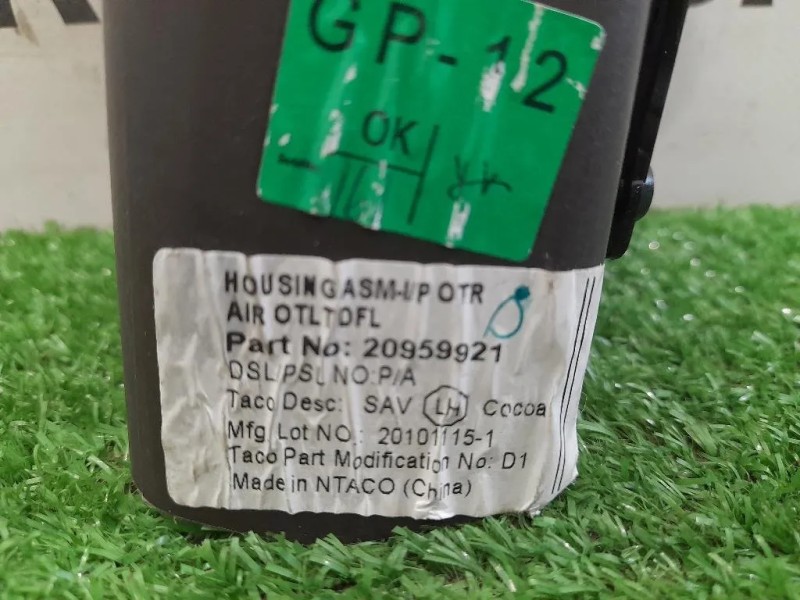 GP-12
OK
HOUSING ASM-I/P OTR
AIR OTLT DFL
Part No: 20959921
DSL/PSL NO:P/A
Taco Desc: SAV LH Cocoa
Mfg. Lot NO.: 20101115-1
Taco Part Modification No: D1
Made in NTACO (China)